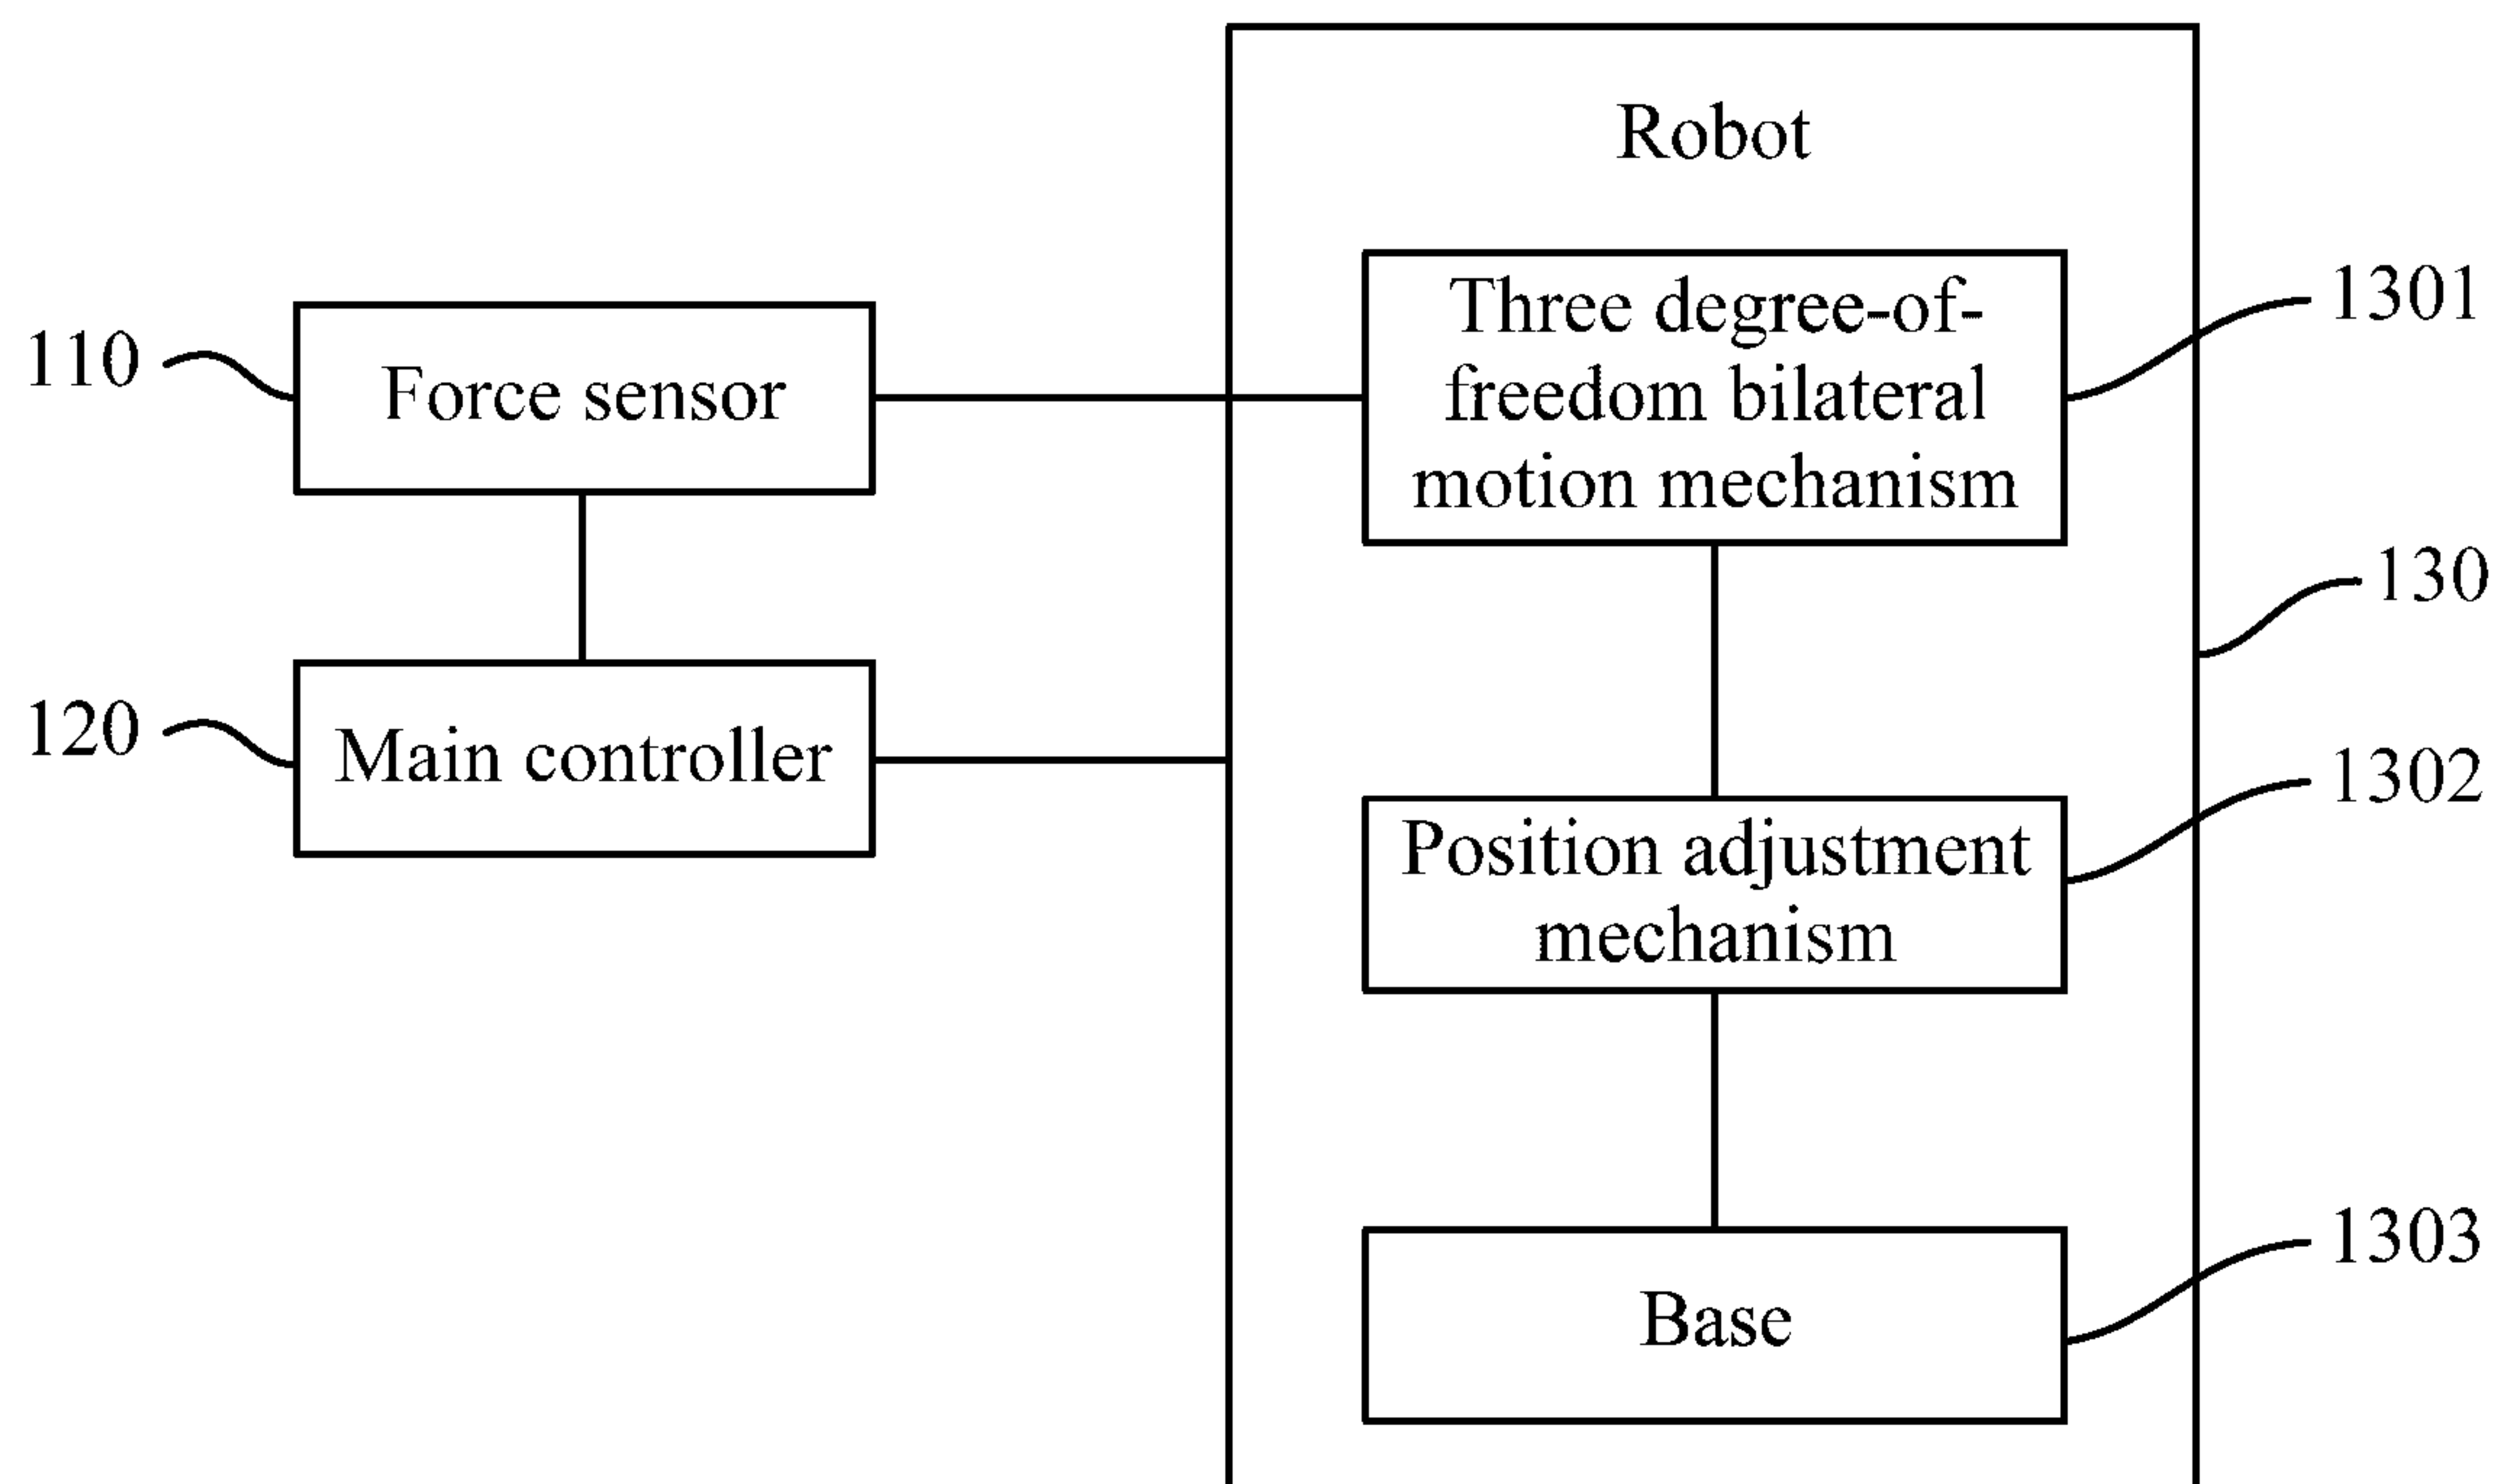 Robot
Three degree-of-
freedom bilateral
motion mechanism
1301
110
Force sensor
130
120
Main controller
1302
Position adjustment
mechanism
1303
Base